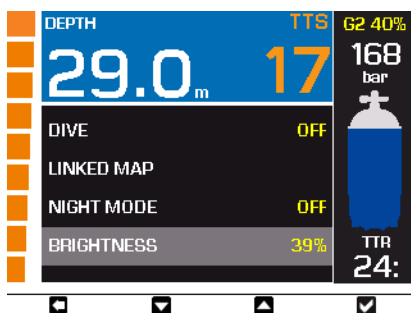 DEPTH TTS G2 40%
29.0m 17 168
bar
DIVE OFF
LINKED MAP
NIGHT MODE OFF
BRIGHTNESS 39% TTR
24: